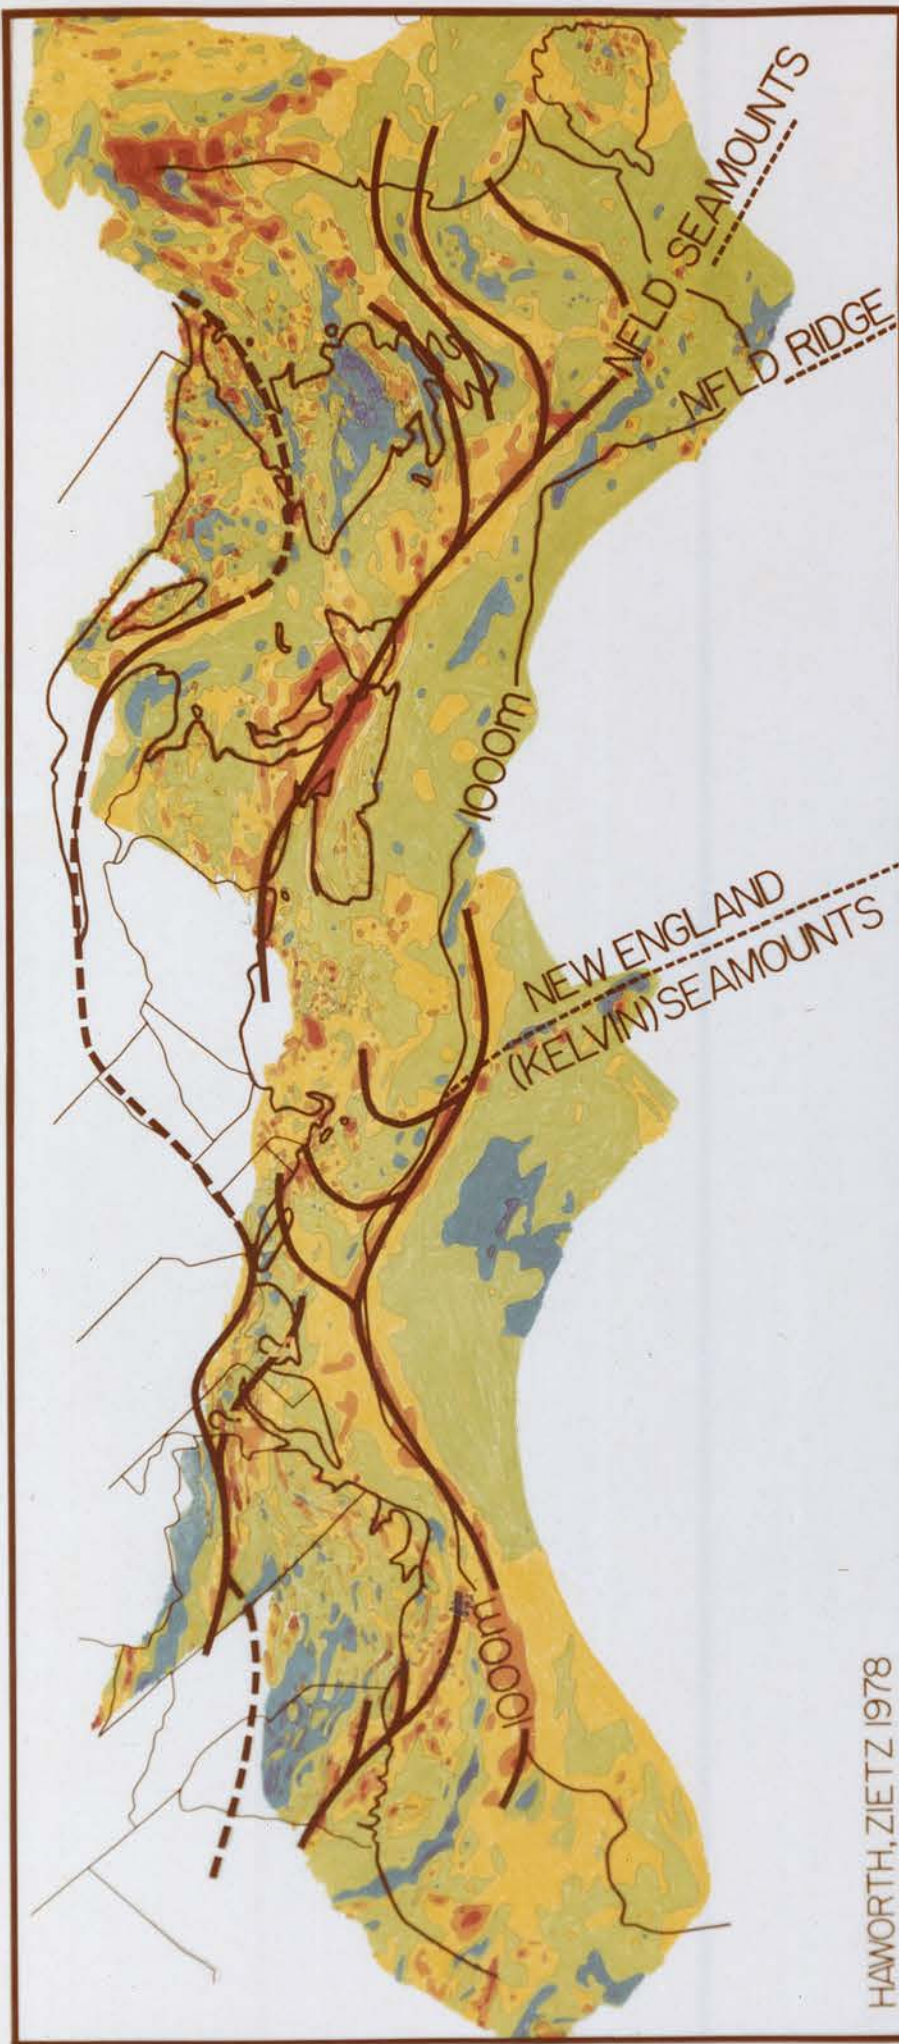 NFLD SEAMOUNTS
NFLD RIDGE
1000m
NEW ENGLAND
(KELVIN) SEAMOUNTS
1000m
HAWORTH, ZIETZ 1978